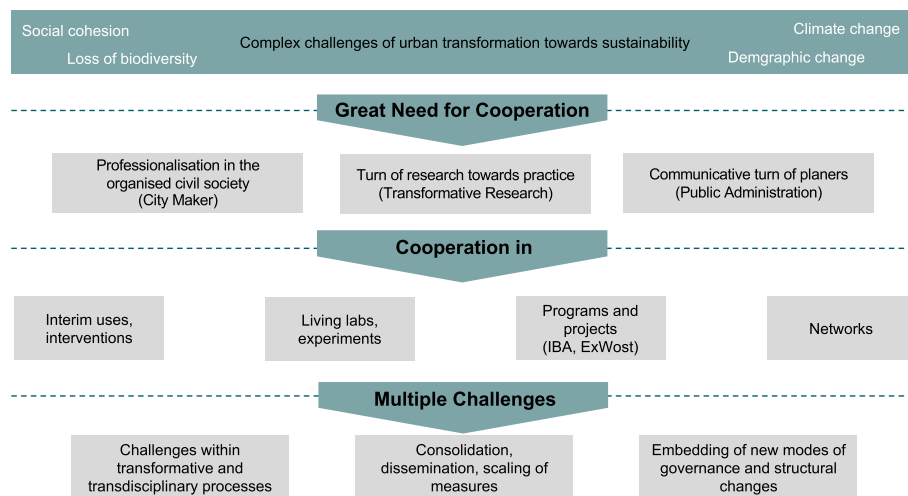 Social cohesion
Climate change
Complex challenges of urban transformation towards sustainability
Loss of biodiversity
Demgraphic change
Great Need for Cooperation
Professionalisation in the
organised civil society
(City Maker)
Turn of research towards practice
(Transformative Research)
Communicative turn of planers
(Public Administration)
Cooperation in
Interim uses,
interventions
Living labs,
experiments
Programs and
projects
(IBA, ExWost)
Networks
Multiple Challenges
Challenges within
transformative and
transdisciplinary processes
Consolidation,
dissemination, scaling of
measures
Embedding of new modes of
governance and structural
changes